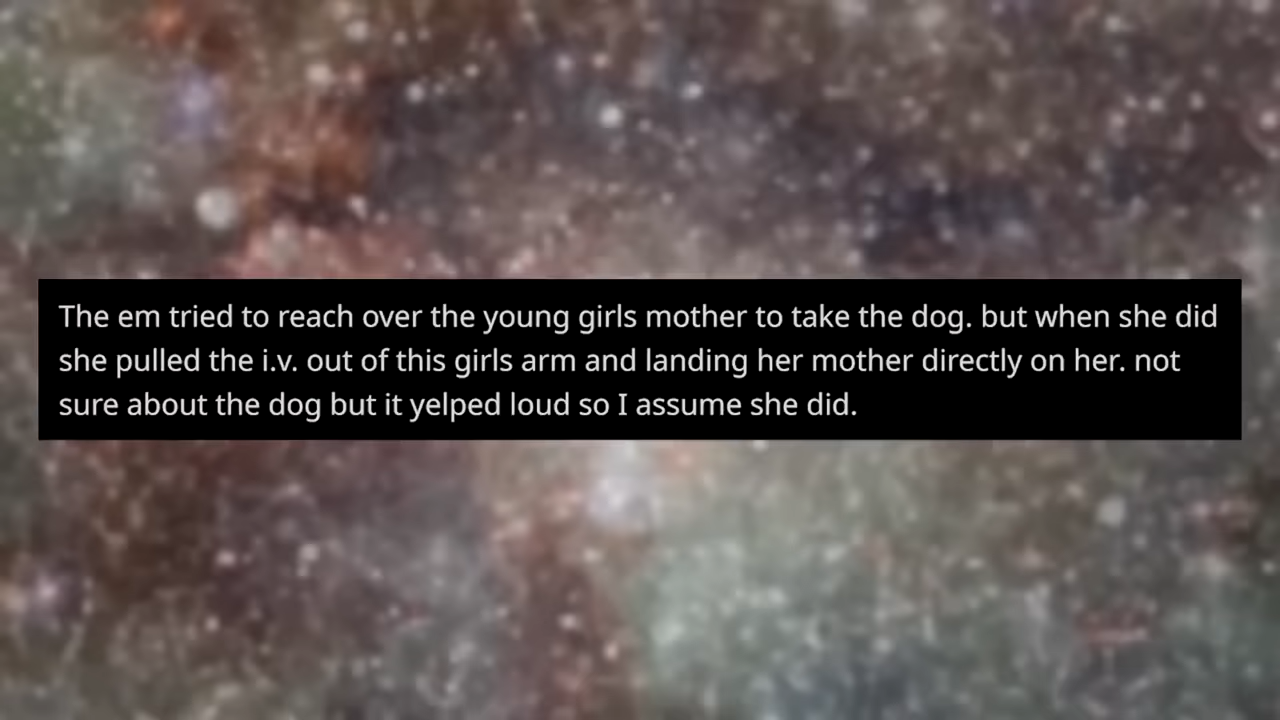 The em tried to reach over the young girls mother to take the dog. but when she did
she pulled the i.v. out of this girls arm and landing her mother directly on her. not
sure about the dog but it yelped loud so I assume she did.